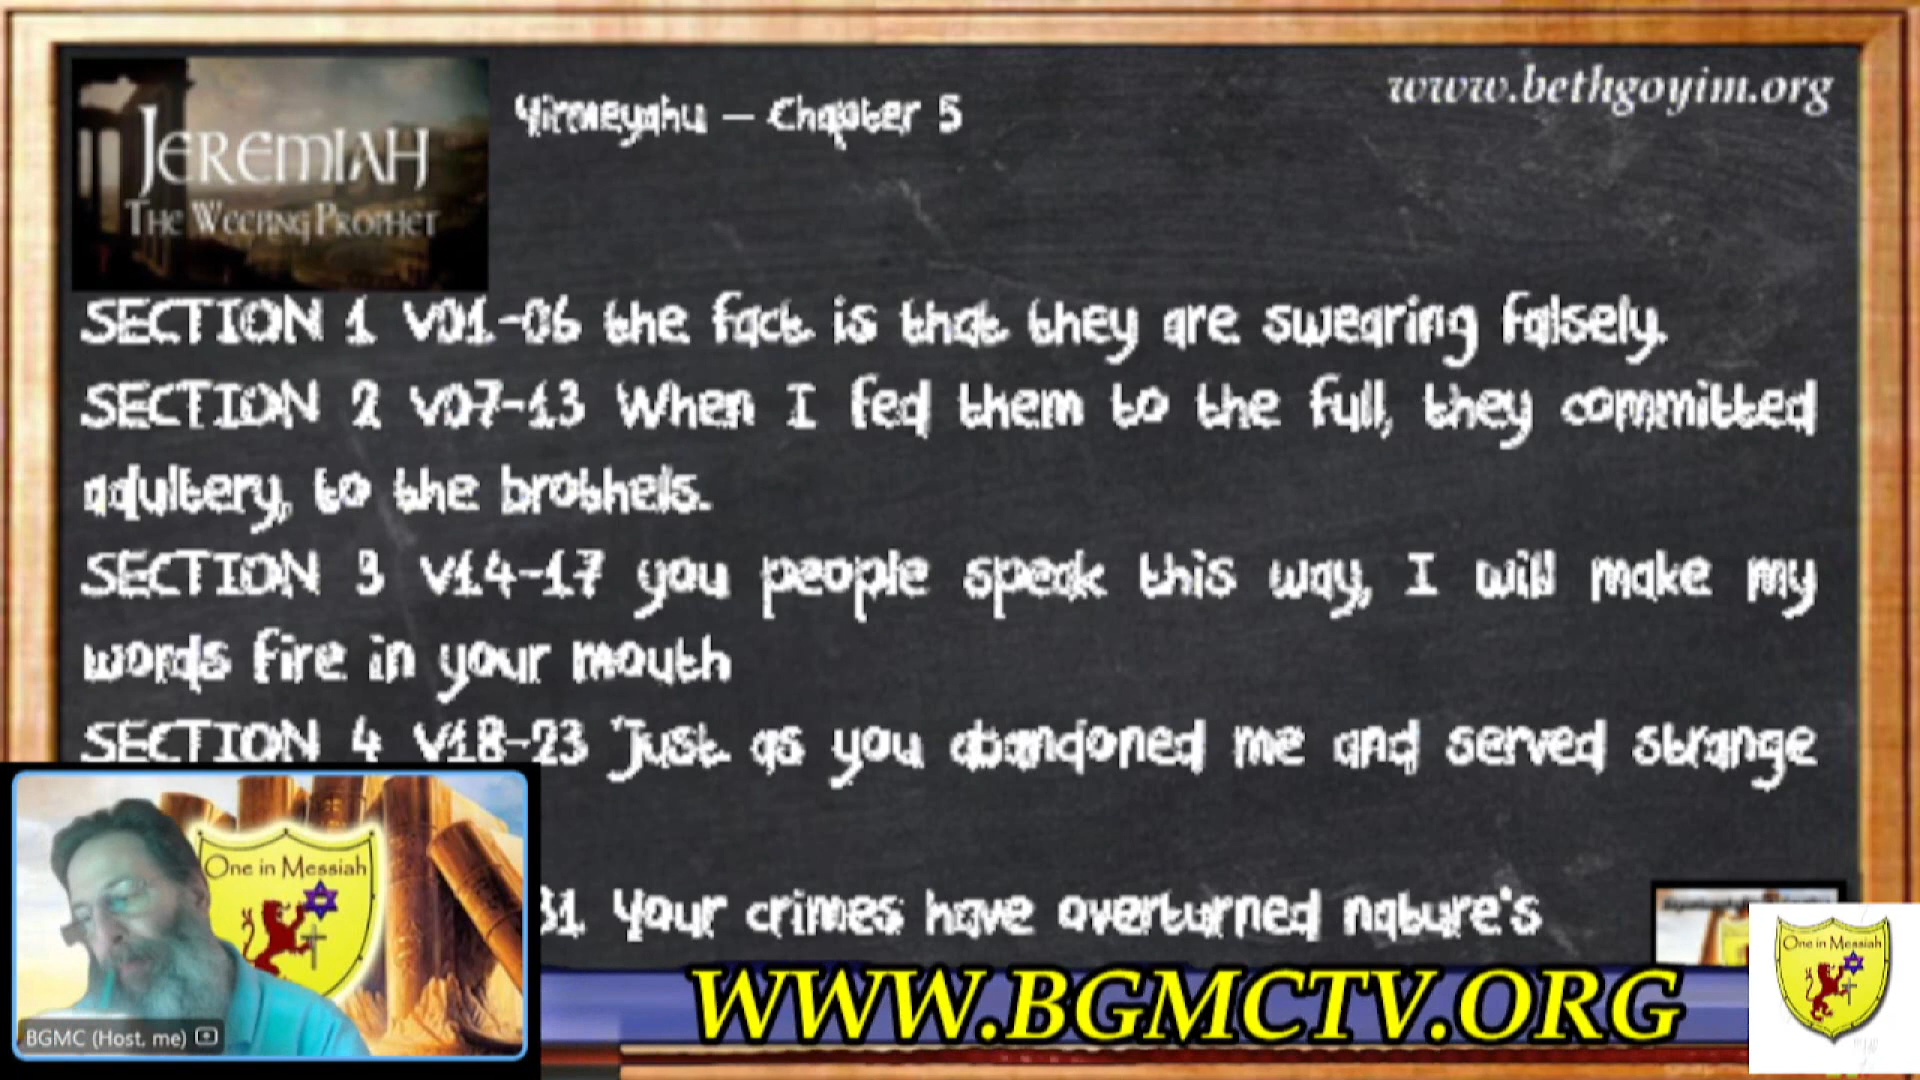 www.bethgoyim.org
JEREMIAH
THE WEEPING PROPHET
Yirmeyahu – Chapter 5
SECTION 1 V01-06 the fact is that they are swearing falsely.
SECTION 2 V07-13 When I fed them to the full, they committed
adultery, to the brothels.
SECTION 3 V14-17 you people speak this way, I will make my
words fire in your mouth
SECTION 4 V18-23 Just as you abandoned me and served strange
31 Your crimes have overturned nature's
One in Messiah
BGMC (Host, me)
WWW.BGMCTV.ORG
One in Messiah